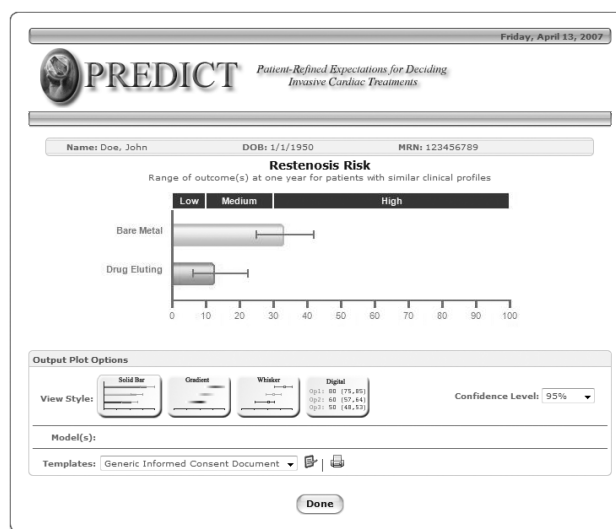 Friday, April 13, 2007
PREDICT
Patient-Refined Expectations for Deciding
Invasive Cardiac Treatments
Name: Doe, John DOB: 1/1/1950 MRN: 123456789
Restenosis Risk
Range of outcome(s) at one year for patients with similar clinical profiles
Low Medium High
Bare Metal
Drug Eluting
0 10 20 30 40 50 60 70 80 90 100
Output Plot Options
View Style:
Solid Bar
Gradient
Whisker
Digital
Op1: 80 [75,85]
Op2: 60 [57,64]
Op3: 50 [48,53]
Confidence Level: 95%
Model(s):
Templates: Generic Informed Consent Document
Done